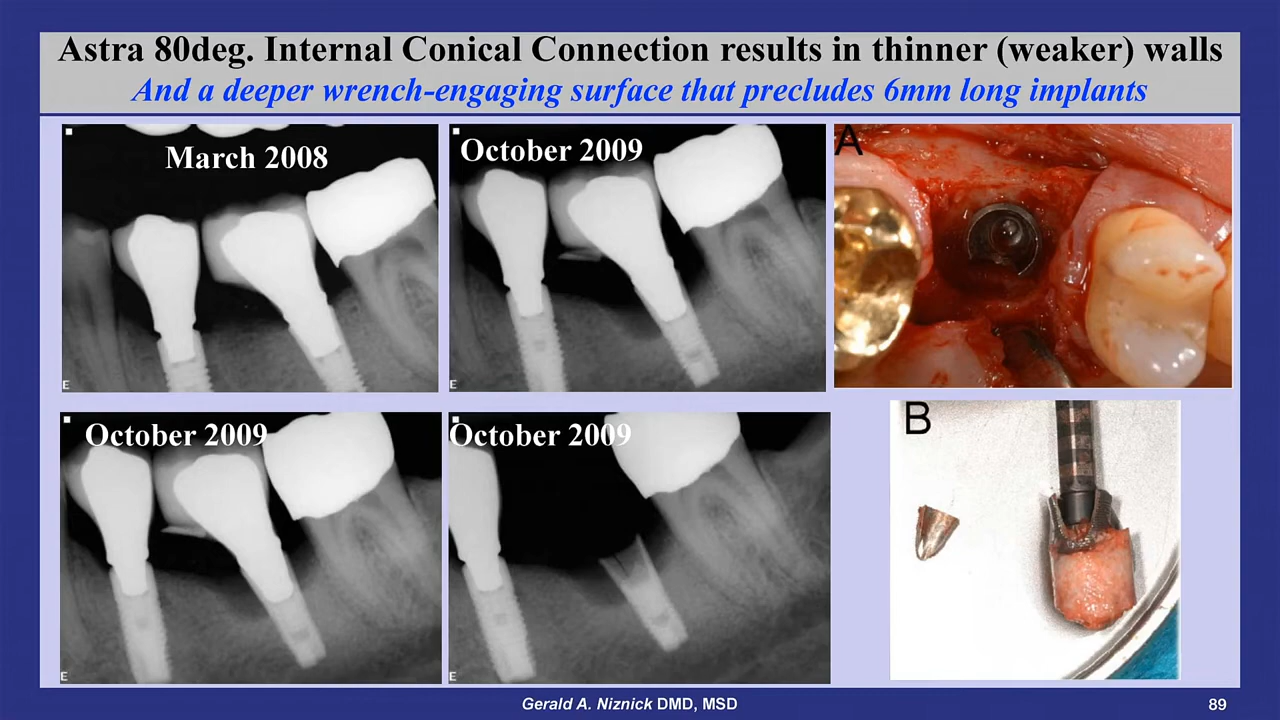 Astra 80deg. Internal Conical Connection results in thinner (weaker) walls
And a deeper wrench-engaging surface that precludes 6mm long implants
March 2008
October 2009
A
E
E
October 2009
October 2009
B
E
E
Gerald A. Niznick DMD, MSD
89